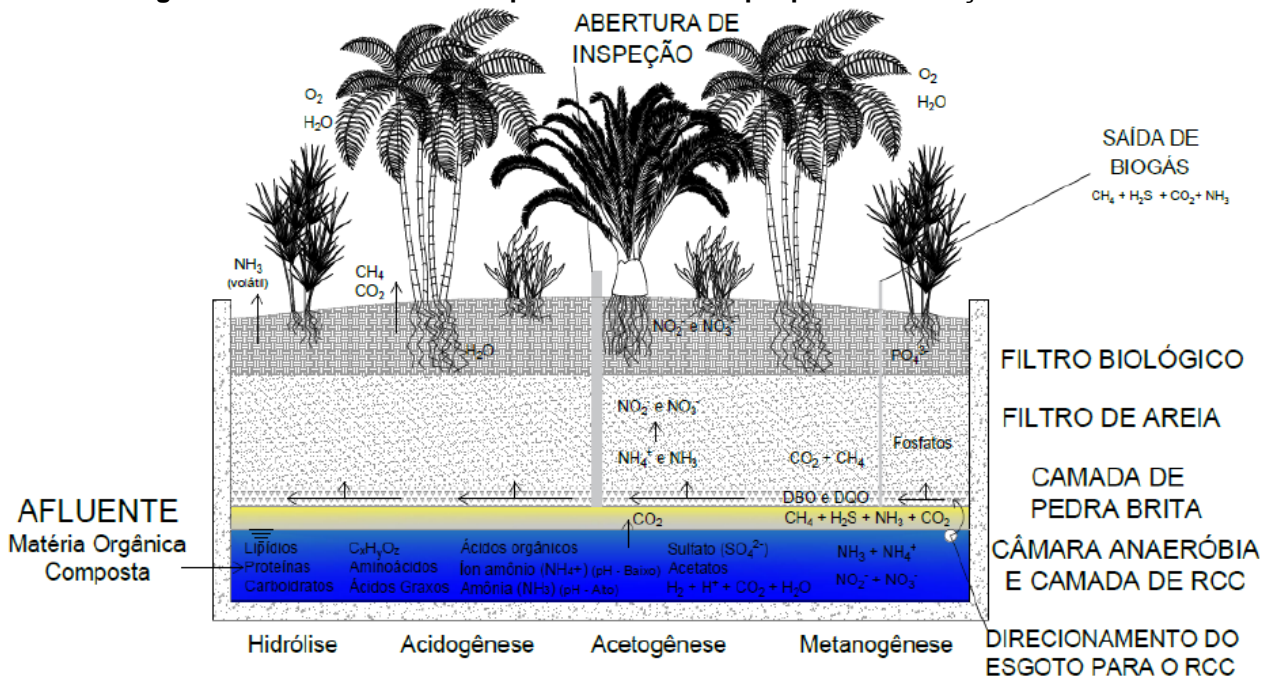 ABERTURA DE
INSPEÇÃO
O₂
H₂O
O₂
H₂O
SAÍDA DE
BIOGÁS
CH₄ + H₂S + CO₂+ NH₃
NH₃
(volátil)
CH₄
CO₂
H₂O
NO₂⁻ e NO₃⁻
PO₄³⁻
FILTRO BIOLÓGICO
NO₂⁻ e NO₃⁻
FILTRO DE AREIA
NH₄⁺ e NH₃
CO₂ + CH₄
Fosfatos
DBO e DQO
CAMADA DE
PEDRA BRITA
AFLUENTE
Matéria Orgânica
Composta
CO₂
CH₄ + H₂S + NH₃ + CO₂
Lipídios
Proteínas
Carboidratos
CxHyOz
Aminoácidos
Ácidos Graxos
Ácidos orgânicos
Íon amônio (NH₄+) (pH - Baixo)
Amônia (NH₃) (pH - Alto)
Sulfato (SO₄²⁻)
Acetatos
H₂ + H⁺ + CO₂ + H₂O
NH₃ + NH₄⁺
NO₂⁻ + NO₃⁻
CÂMARA ANAERÓBIA
E CAMADA DE RCC
Hidrólise
Acidogênese
Acetogênese
Metanogênese
DIRECIONAMENTO DO
ESGOTO PARA O RCC